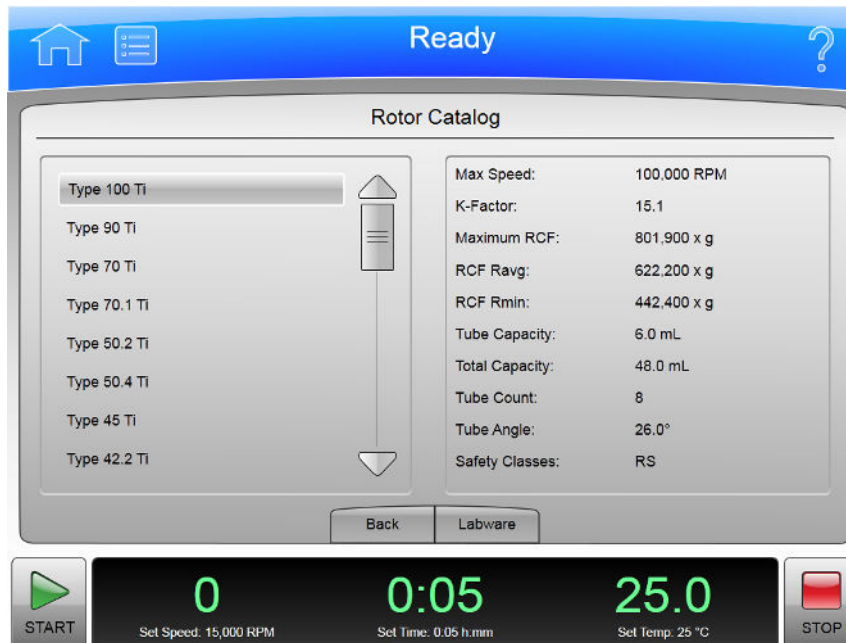 Ready
Rotor Catalog
Type 100 Ti
Type 90 Ti
Type 70 Ti
Type 70.1 Ti
Type 50.2 Ti
Type 50.4 Ti
Type 45 Ti
Type 42.2 Ti
Max Speed: 100,000 RPM
K-Factor: 15.1
Maximum RCF: 801,900 x g
RCF Ravg: 622,200 x g
RCF Rmin: 442,400 x g
Tube Capacity: 6.0 mL
Total Capacity: 48.0 mL
Tube Count: 8
Tube Angle: 26.0°
Safety Classes: RS
Back Labware
START
0
Set Speed: 15,000 RPM
0:05
Set Time: 0:05 h:mm
25.0
Set Temp: 25 °C
STOP